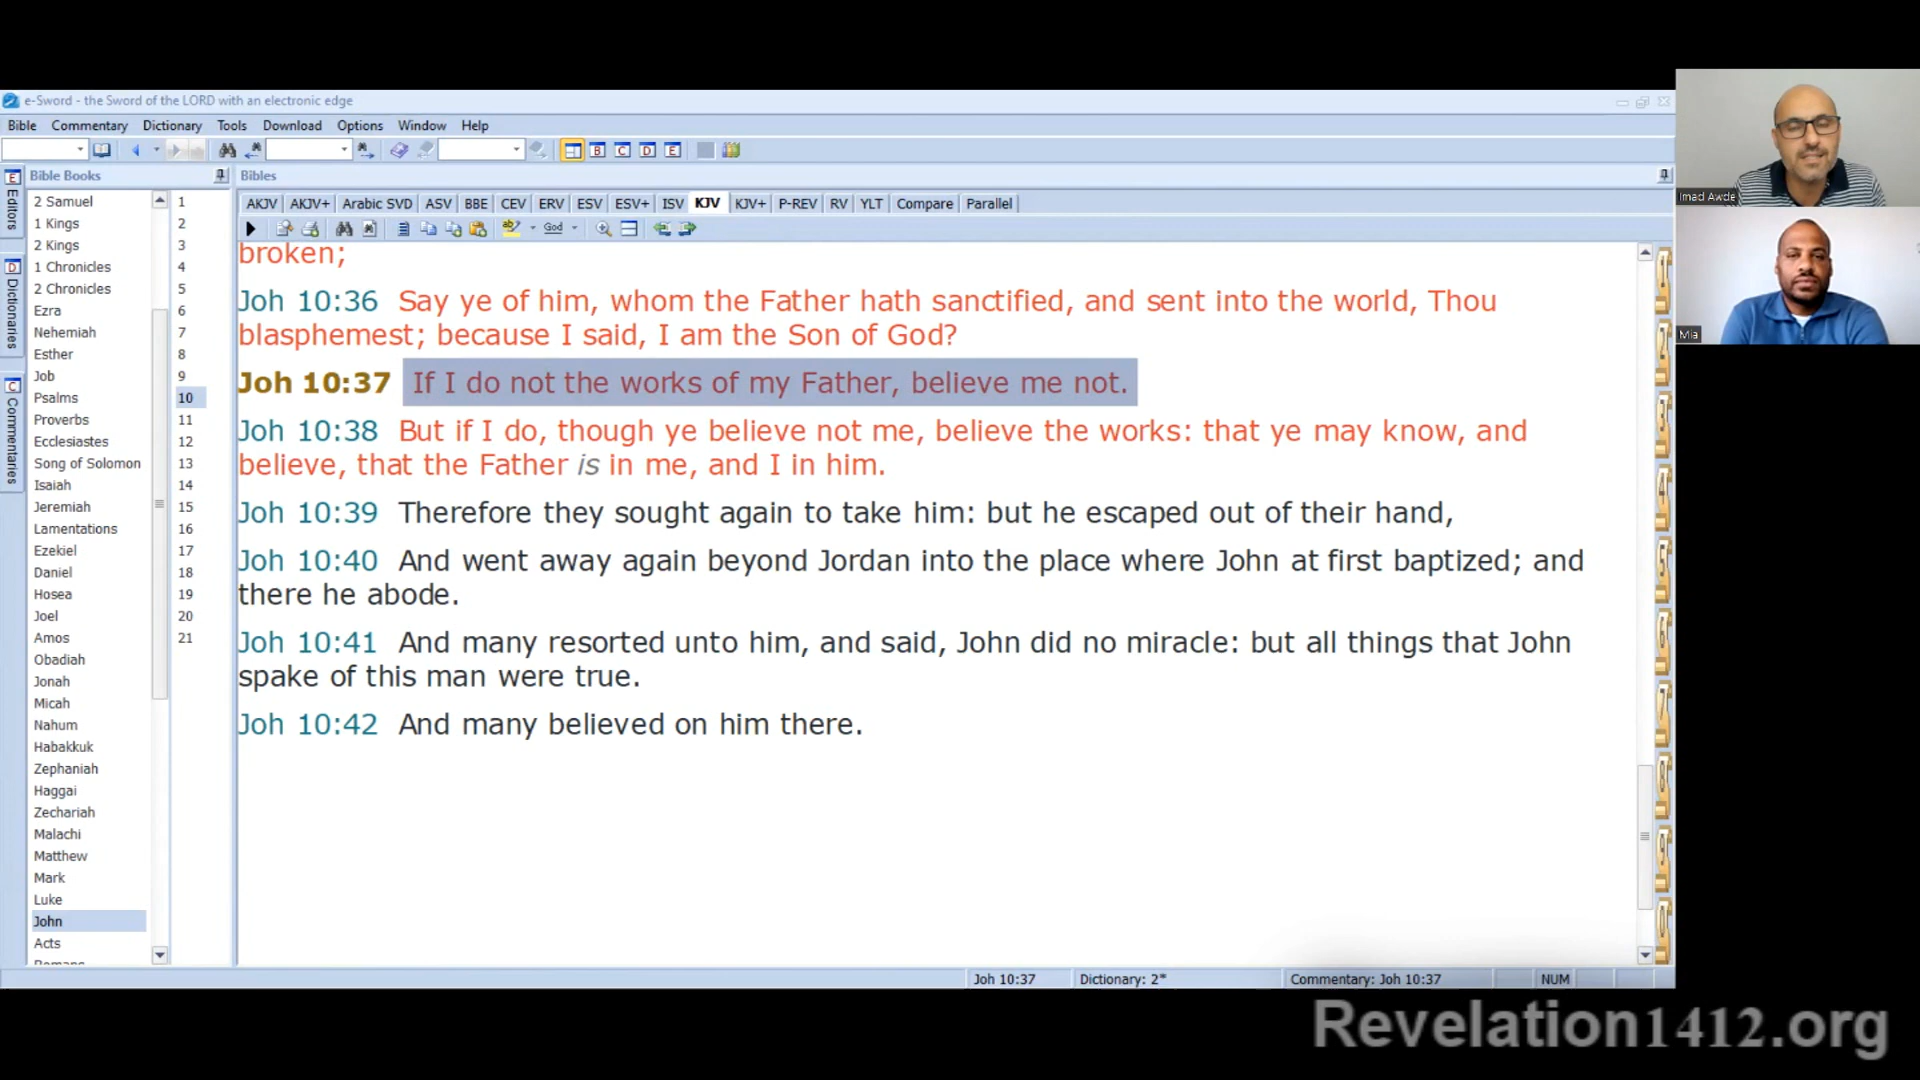 e-Sword - the Sword of the LORD with an electronic edge
Bible Commentary Dictionary Tools Download Options Window Help
Bible Books
Bibles
AKJV AKJV+ Arabic SVD ASV BBE CEV ERV ESV ESV+ ISV KJV KJV+ P-REV RV YLT Compare Parallel
God
Editors
Dictionaries
Commentaries
2 Samuel
1 Kings
2 Kings
1 Chronicles
2 Chronicles
Ezra
Nehemiah
Esther
Job
Psalms
Proverbs
Ecclesiastes
Song of Solomon
Isaiah
Jeremiah
Lamentations
Ezekiel
Daniel
Hosea
Joel
Amos
Obadiah
Jonah
Micah
Nahum
Habakkuk
Zephaniah
Haggai
Zechariah
Malachi
Matthew
Mark
Luke
John
Acts
Romans
1
2
3
4
5
6
7
8
9
10
11
12
13
14
15
16
17
18
19
20
21
broken;
Joh 10:36 Say ye of him, whom the Father hath sanctified, and sent into the world, Thou
blasphemest; because I said, I am the Son of God?
Joh 10:37 If I do not the works of my Father, believe me not.
Joh 10:38 But if I do, though ye believe not me, believe the works: that ye may know, and
believe, that the Father is in me, and I in him.
Joh 10:39 Therefore they sought again to take him: but he escaped out of their hand,
Joh 10:40 And went away again beyond Jordan into the place where John at first baptized; and
there he abode.
Joh 10:41 And many resorted unto him, and said, John did no miracle: but all things that John
spake of this man were true.
Joh 10:42 And many believed on him there.
Joh 10:37 Dictionary: 2* Commentary: Joh 10:37 NUM
Imad Awde
Mia
Revelation1412.org